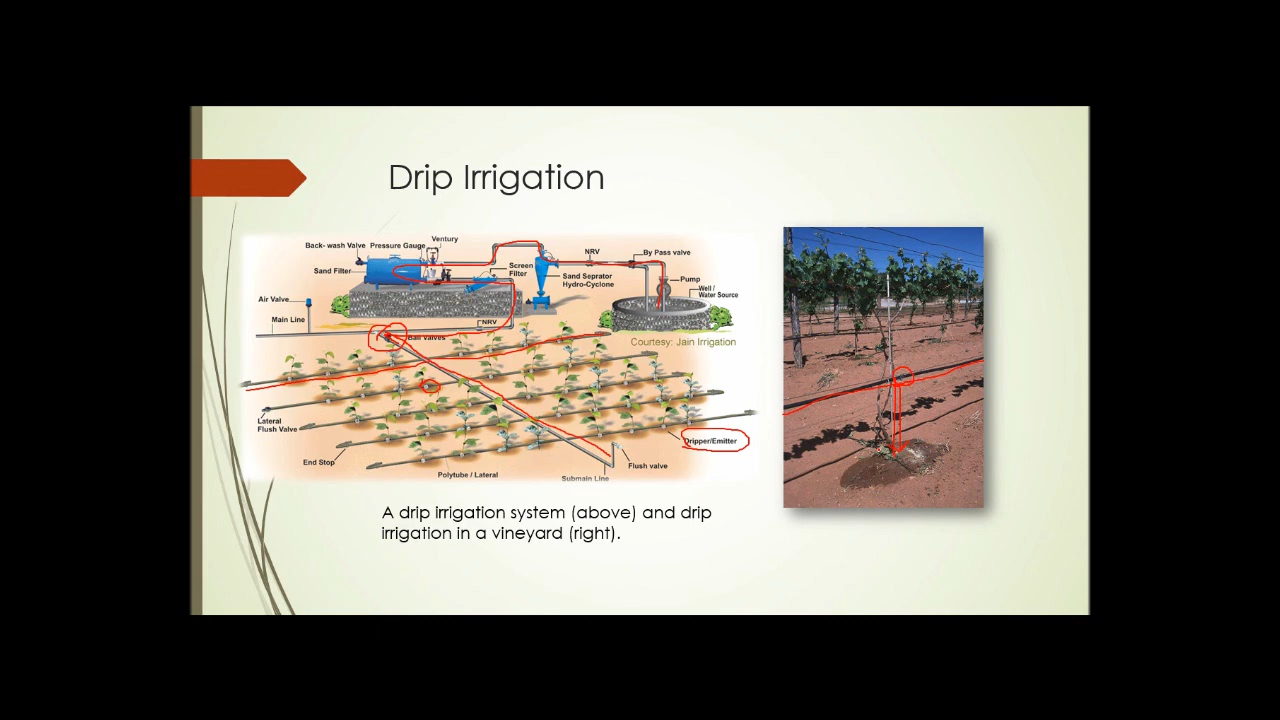 Drip Irrigation
Ventury
Back- wash Valve Pressure Gauge
NRV
By Pass valve
Sand Filter
Screen
Filter
Sand Seprator
Hydro-Cyclone
Pump
Well /
Water Source
Air Valve
Main Line
NRV
Ball Valves
Courtesy: Jain Irrigation
Lateral
Flush Valve
Dripper/Emitter
End Stop
Polytube / Lateral
Submain Line
Flush valve
A drip irrigation system (above) and drip
irrigation in a vineyard (right).